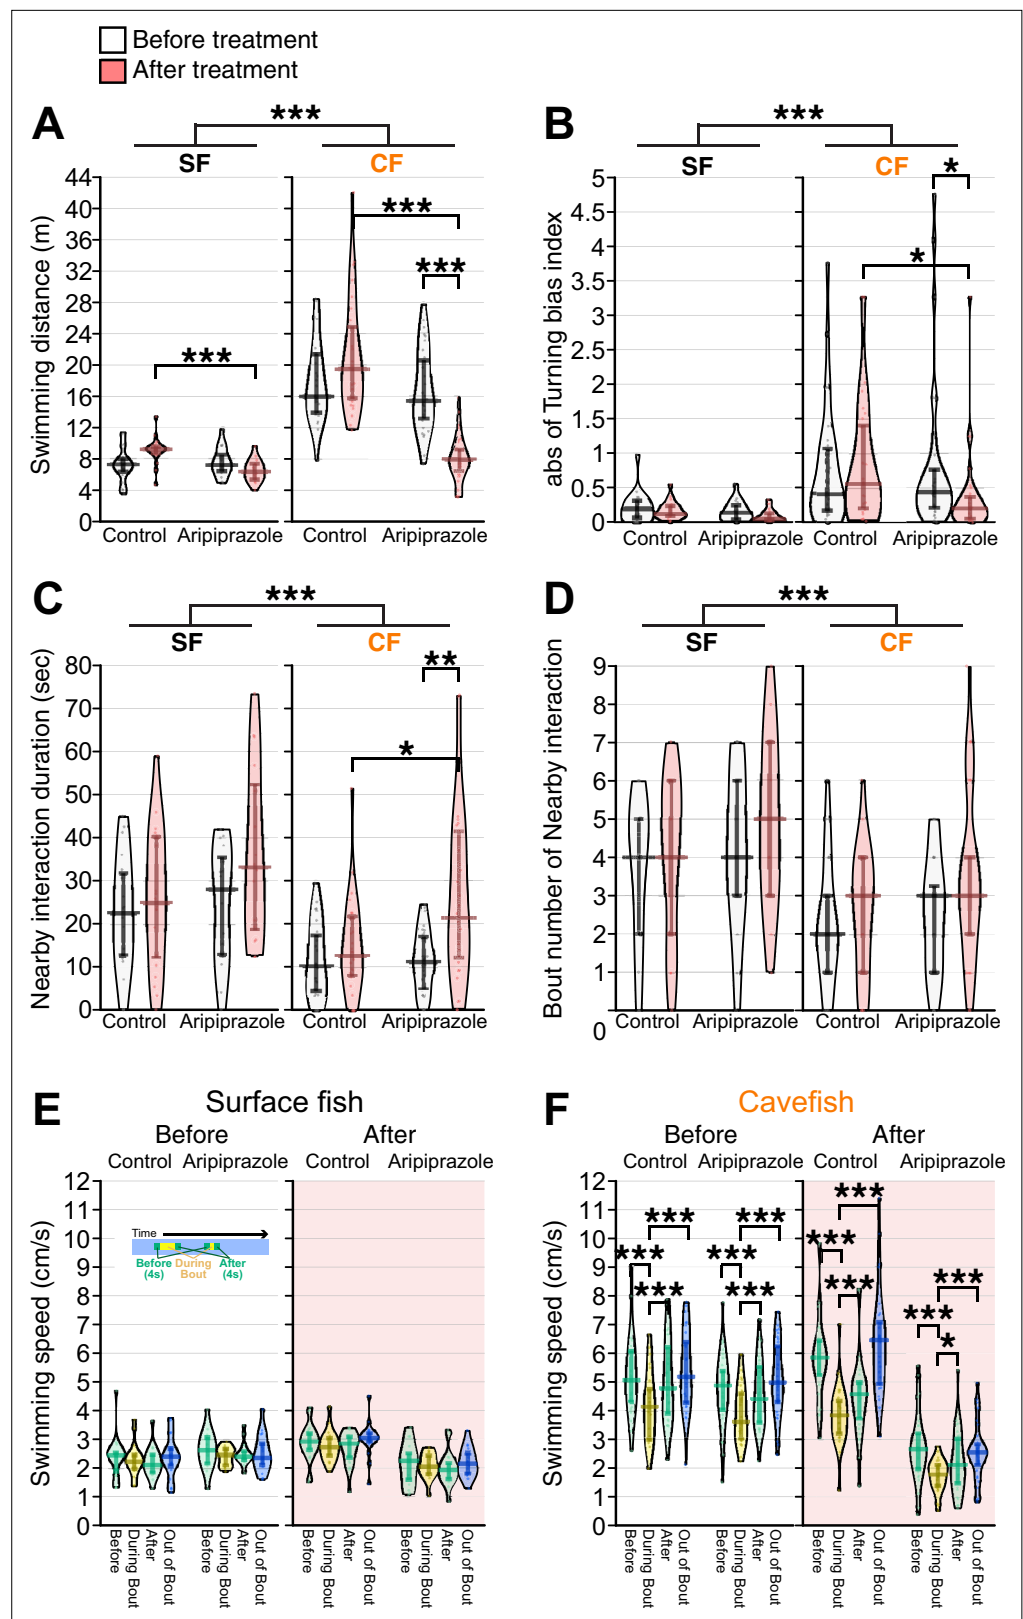 Before treatment
After treatment
A
***
SF
CF
Swimming distance (m)
44
40
36
32
28
24
20
16
12
8
4
0
***
***
***
Control
Aripiprazole
Control
Aripiprazole
B
***
SF
CF
abs of Turning bias index
5
4.5
4
3.5
3
2.5
2
1.5
1
0.5
0
*
*
Control
Aripiprazole
Control
Aripiprazole
C
***
SF
CF
Nearby interaction duration (sec)
80
70
60
50
40
30
20
10
0
**
*
Control
Aripiprazole
Control
Aripiprazole
D
***
SF
CF
Bout number of Nearby interaction
9
7
6
5
4
3
2
1
0
Control
Aripiprazole
Control
Aripiprazole
E
Surface fish
Before
After
Control
Aripiprazole
Control
Aripiprazole
Swimming speed (cm/s)
12
11
10
9
8
7
6
5
4
3
2
1
0
Time
Before
(4s)
During
Bout
After
(4s)
Before
During Bout
After
Out of Bout
Before
During Bout
After
Out of Bout
Before
During Bout
After
Out of Bout
Before
During Bout
After
Out of Bout
F
Cavefish
Before
After
Control
Aripiprazole
Control
Aripiprazole
Swimming speed (cm/s)
12
11
10
9
8
7
6
5
4
3
2
1
0
***
***
***
***
***
***
***
***
***
***
***
*
Before
During Bout
After
Out of Bout
Before
During Bout
After
Out of Bout
Before
During Bout
After
Out of Bout
Before
During Bout
After
Out of Bout